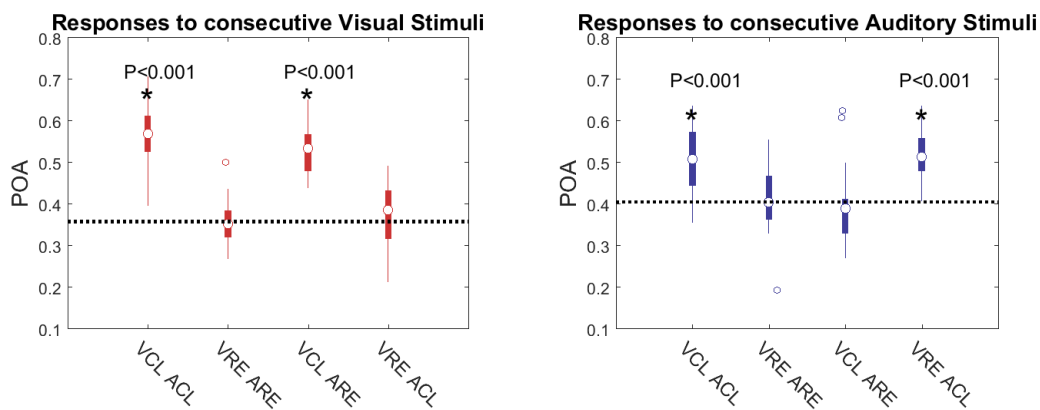 Responses to consecutive Visual Stimuli
0.8
0.7
0.6
0.5
0.4
0.3
0.2
0.1
POA
P<0.001
*
P<0.001
*
VCL ACL
VRE ARE
VCL ARE
VRE ACL
Responses to consecutive Auditory Stimuli
0.8
0.7
0.6
0.5
0.4
0.3
0.2
0.1
POA
P<0.001
*
P<0.001
*
VCL ACL
VRE ARE
VCL ARE
VRE ACL